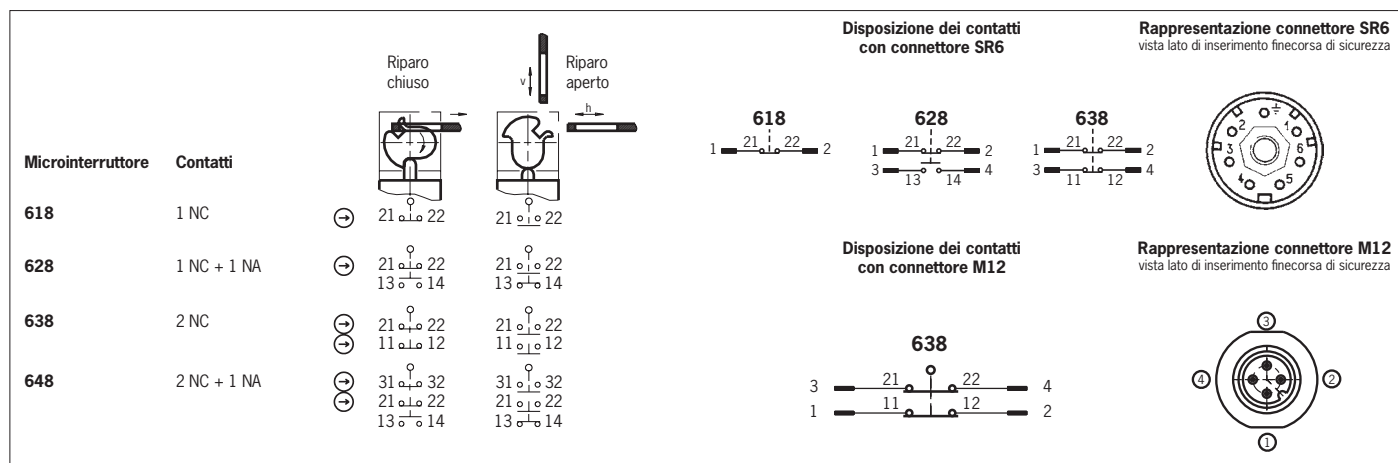 Riparo
chiuso
v
Riparo
aperto
h
Microinterruttore Contatti
618 1 NC 21 22 21 22
628 1 NC + 1 NA 21 22 21 22
13 14 13 14
638 2 NC 21 22 21 22
11 12 11 12
648 2 NC + 1 NA 31 32 31 32
21 22 21 22
13 14 13 14
Disposizione dei contatti
con connettore SR6
618
1 21 22 2
628
1 21 22 2
3 13 14 4
638
1 21 22 2
3 11 12 4
Rappresentazione connettore SR6
vista lato di inserimento finecorsa di sicurezza
2 1
3 6
4 5
Disposizione dei contatti
con connettore M12
638
3 21 22 4
1 11 12 2
Rappresentazione connettore M12
vista lato di inserimento finecorsa di sicurezza
3
4 2
1